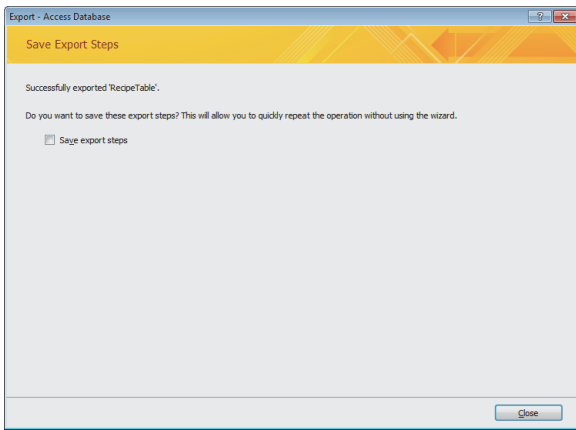 Export - Access Database
Save Export Steps
Successfully exported 'RecipeTable'.
Do you want to save these export steps? This will allow you to quickly repeat the operation without using the wizard.
Save export steps
Close